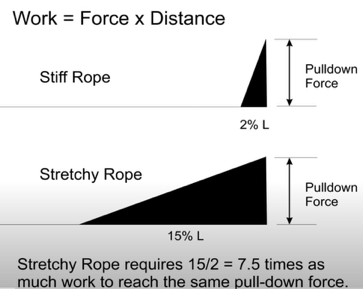 Work = Force x Distance
Stiff Rope
Pulldown
Force
2% L
Stretchy Rope
Pulldown
Force
15% L
Stretchy Rope requires 15/2 = 7.5 times as
much work to reach the same pull-down force.